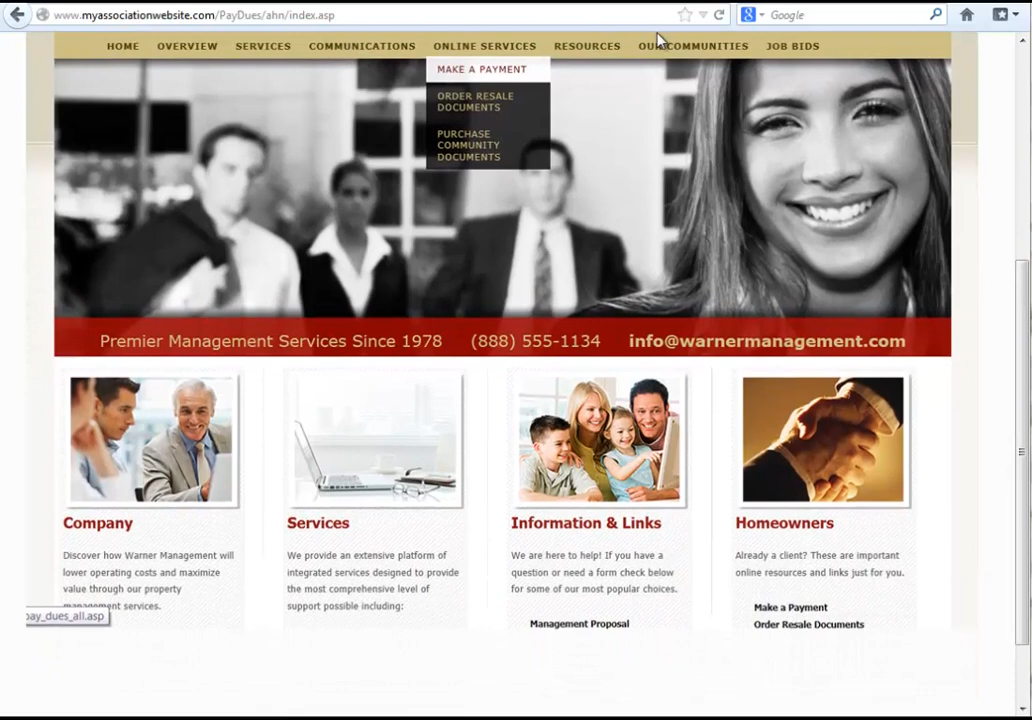 www.myassociationwebsite.com/PayDues/ahn/index.asp
Google
HOME OVERVIEW SERVICES COMMUNICATIONS ONLINE SERVICES RESOURCES OUR COMMUNITIES JOB BIDS
MAKE A PAYMENT
ORDER RESALE
DOCUMENTS
PURCHASE
COMMUNITY
DOCUMENTS
Premier Management Services Since 1978 (888) 555-1134 info@warnermanagement.com
Company
Discover how Warner Management will
lower operating costs and maximize
value through our property
management services.
Services
We provide an extensive platform of
integrated services designed to provide
the most comprehensive level of
support possible including:
Information & Links
We are here to help! If you have a
question or need a form check below
for some of our most popular choices.
Management Proposal
Homeowners
Already a client? These are important
online resources and links just for you.
Make a Payment
Order Resale Documents
pay_dues_all.asp